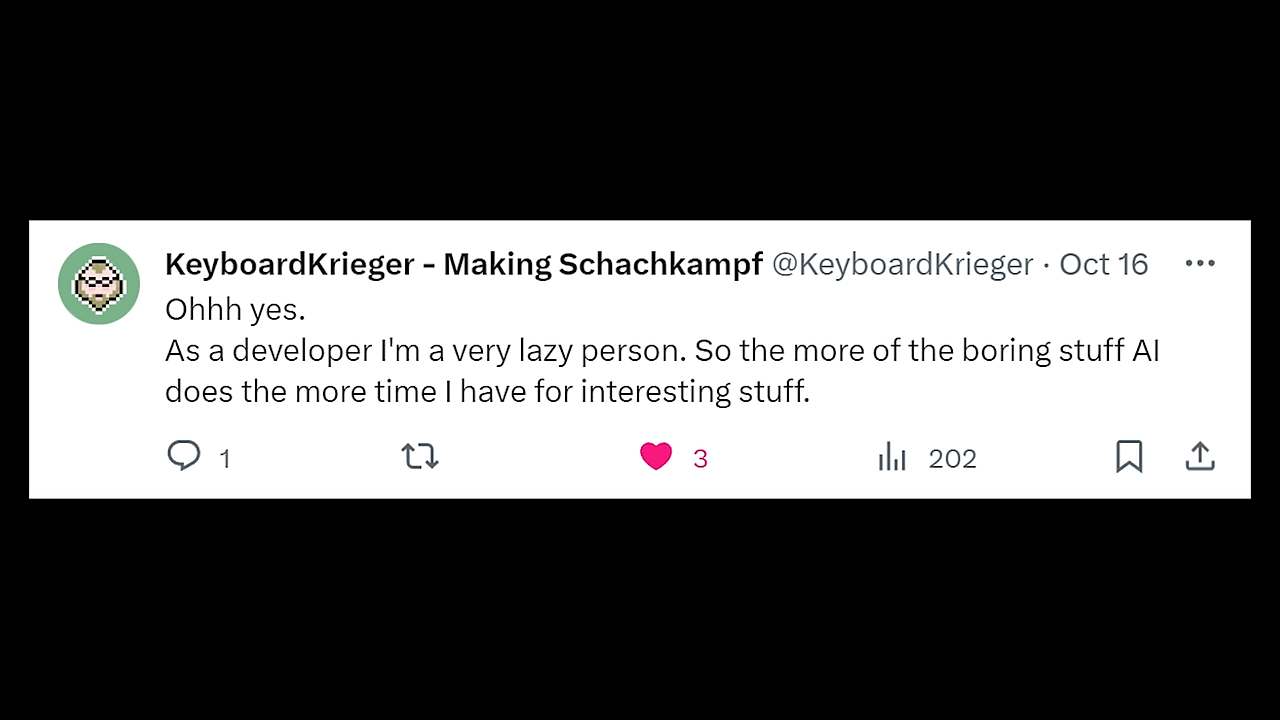 KeyboardKrieger - Making Schachkampf @KeyboardKrieger · Oct 16
Ohhh yes.
As a developer I'm a very lazy person. So the more of the boring stuff AI
does the more time I have for interesting stuff.
1 3 202